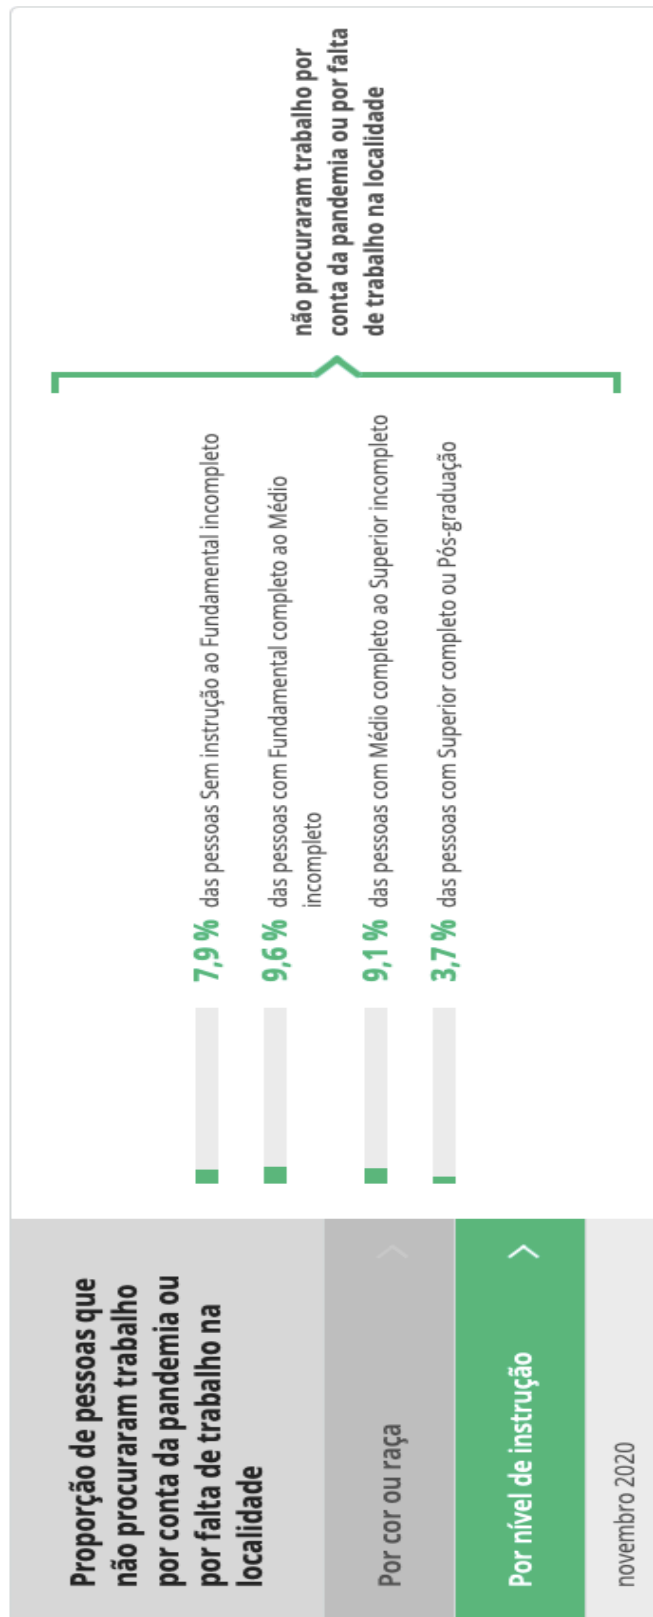 Proporção de pessoas que
não procuraram trabalho
por conta da pandemia ou
por falta de trabalho na
localidade
Por cor ou raça
Por nível de instrução
novembro 2020
7,9 % das pessoas Sem instrução ao Fundamental incompleto
9,6 % das pessoas com Fundamental completo ao Médio
incompleto
9,1 % das pessoas com Médio completo ao Superior incompleto
3,7 % das pessoas com Superior completo ou Pós-graduação
não procuraram trabalho por
conta da pandemia ou por falta
de trabalho na localidade